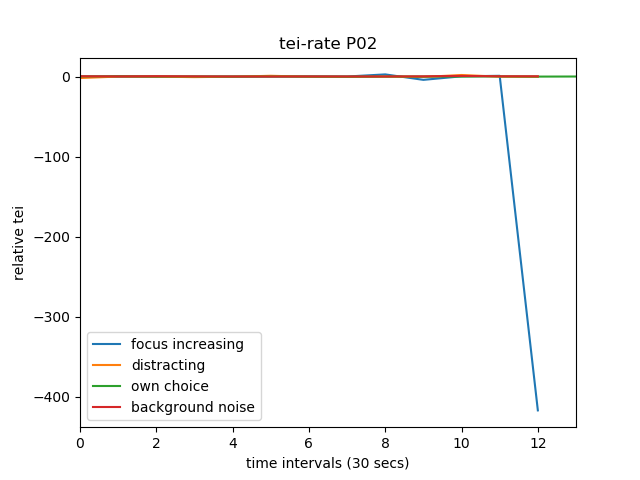 tei-rate P02
relative tei
0
−100
−200
−300
−400
focus increasing
distracting
own choice
background noise
0 2 4 6 8 10 12
time intervals (30 secs)